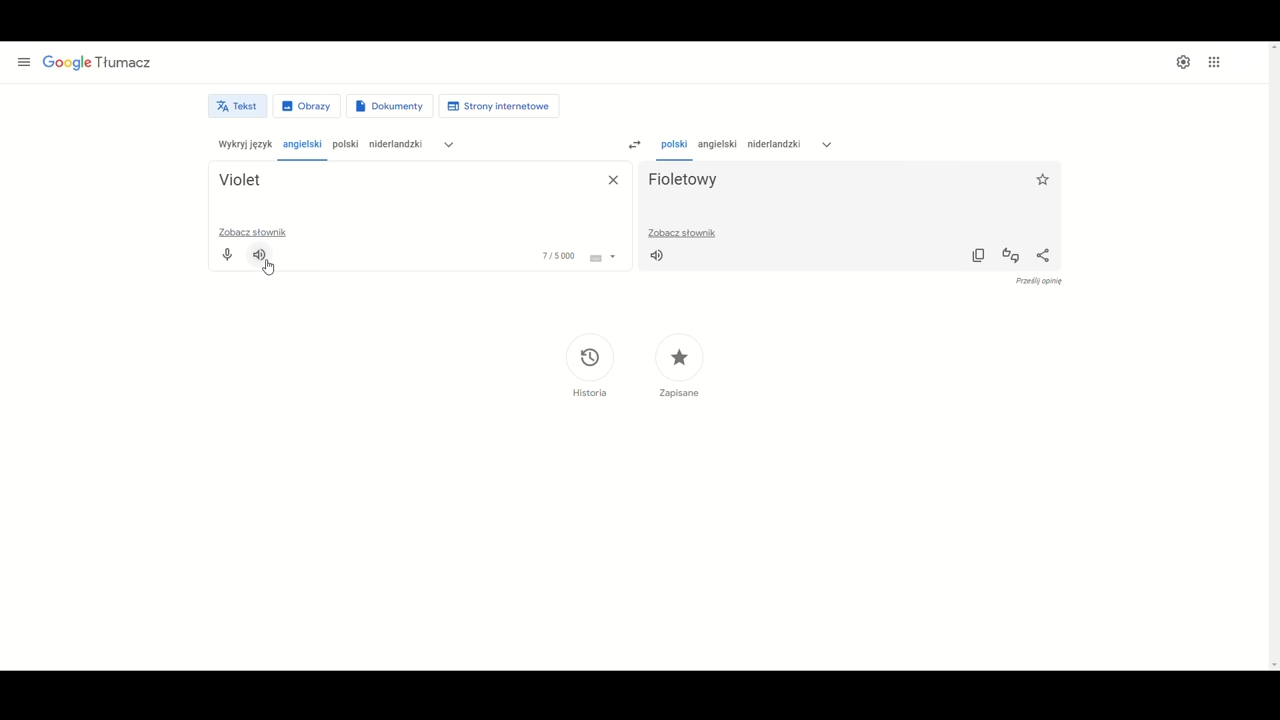 Google Tłumacz
Tekst Obrazy Dokumenty Strony internetowe
Wykryj język angielski polski niderlandzki polski angielski niderlandzki
Violet Fioletowy
Zobacz słownik Zobacz słownik
7 / 5 000
Prześlij opinię
Historia Zapisane